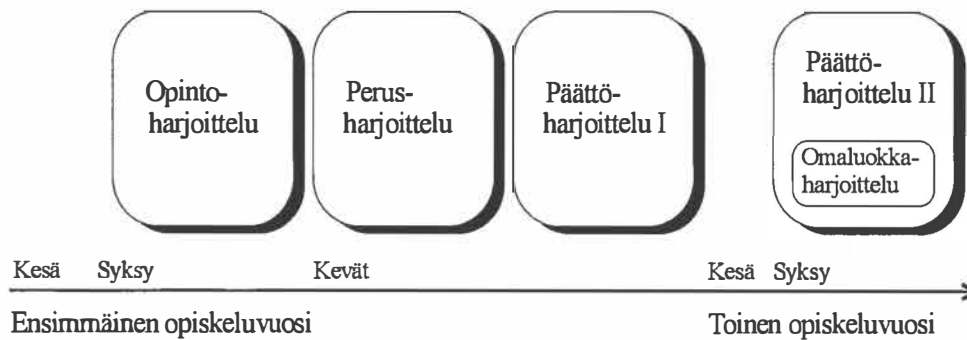 Opinto-
harjoittelu
Perus-
harjoittelu
Päättö-
harjoittelu I
Päättö-
harjoittelu II
Omaluokka-
harjoittelu
Kesä Syksy Kevät Kesä Syksy
Ensimmäinen opiskeluvuosi Toinen opiskeluvuosi